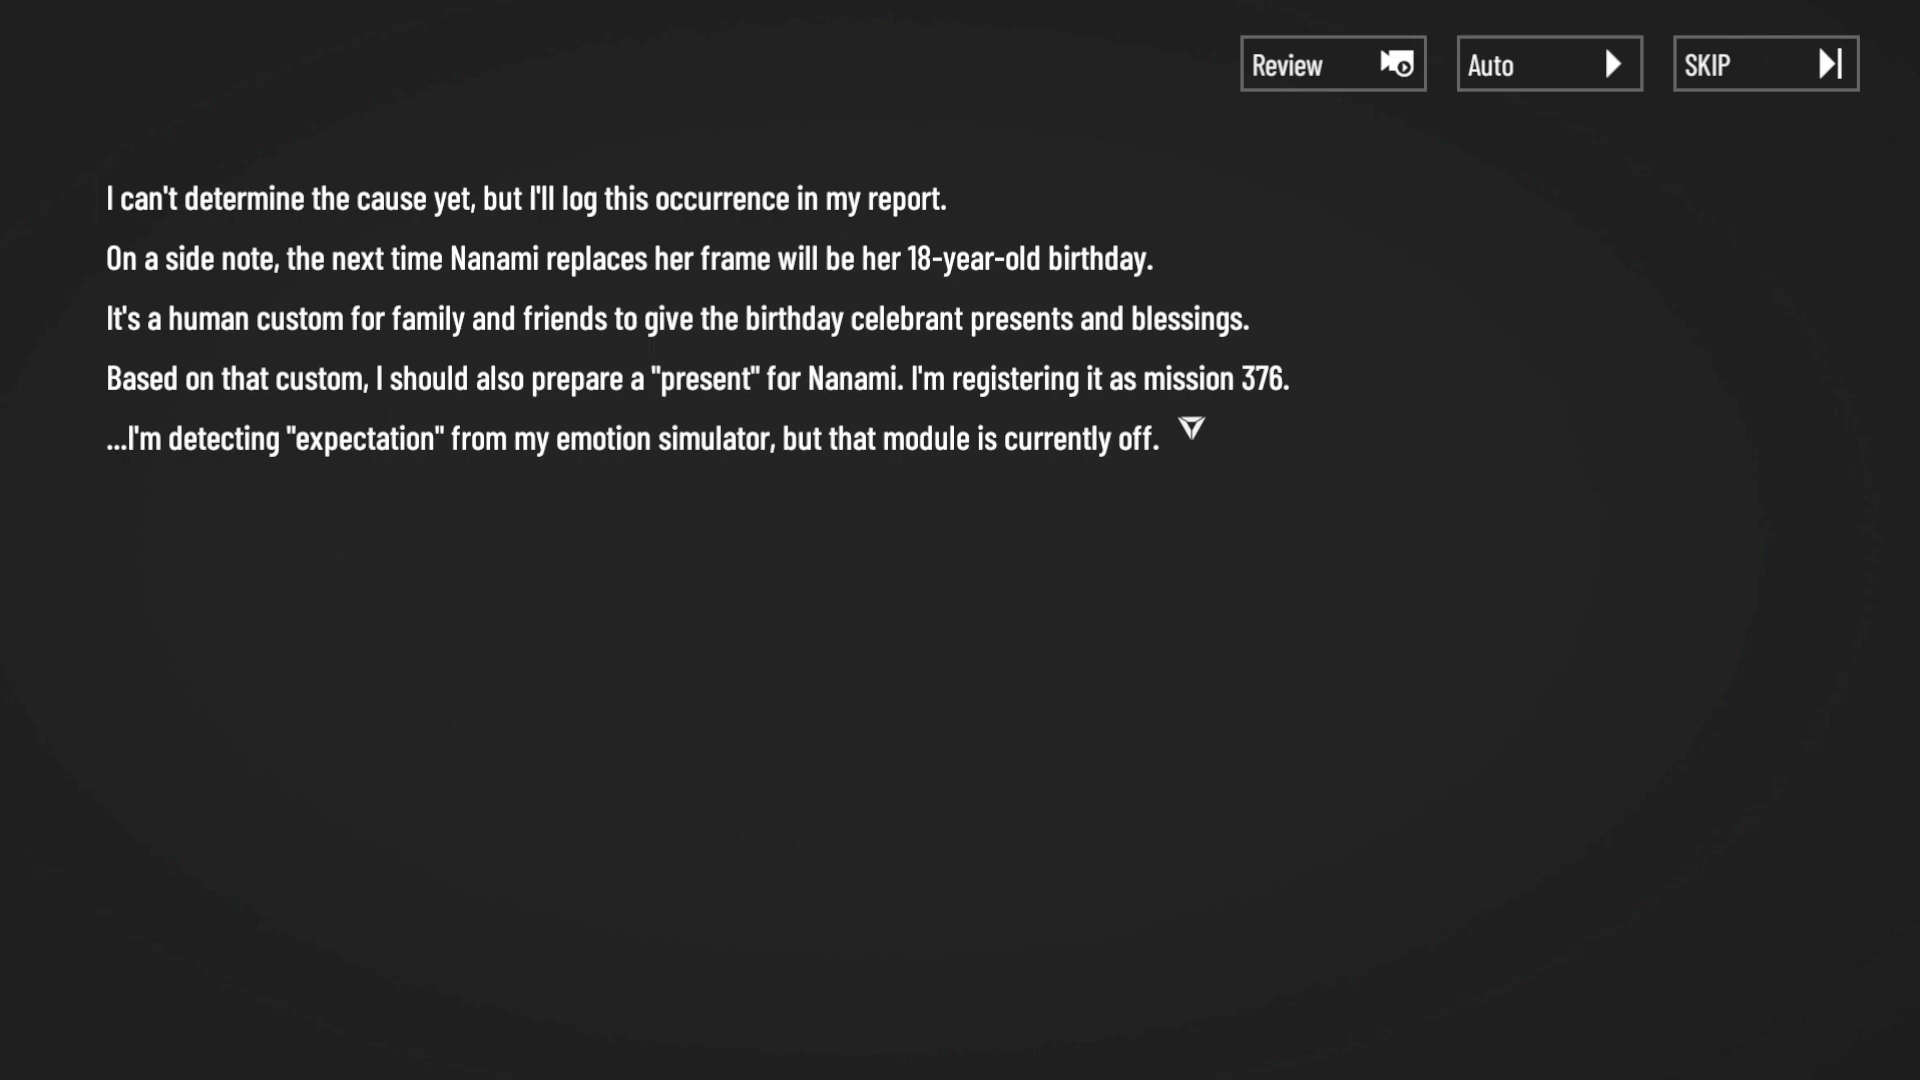 Review
Auto
SKIP
I can't determine the cause yet, but I'll log this occurrence in my report.
On a side note, the next time Nanami replaces her frame will be her 18-year-old birthday.
It's a human custom for family and friends to give the birthday celebrant presents and blessings.
Based on that custom, I should also prepare a "present" for Nanami. I'm registering it as mission 376.
...I'm detecting "expectation" from my emotion simulator, but that module is currently off.